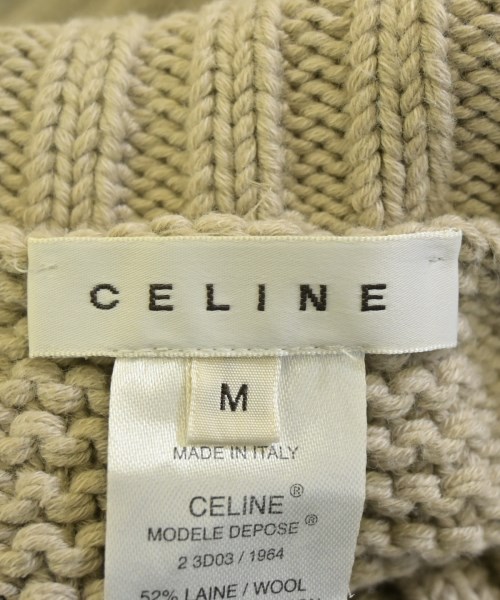 CELINE
M
MADE IN ITALY
CELINE®
MODELE DEPOSE®
2 3D03 / 1964
52% LAINE / WOOL